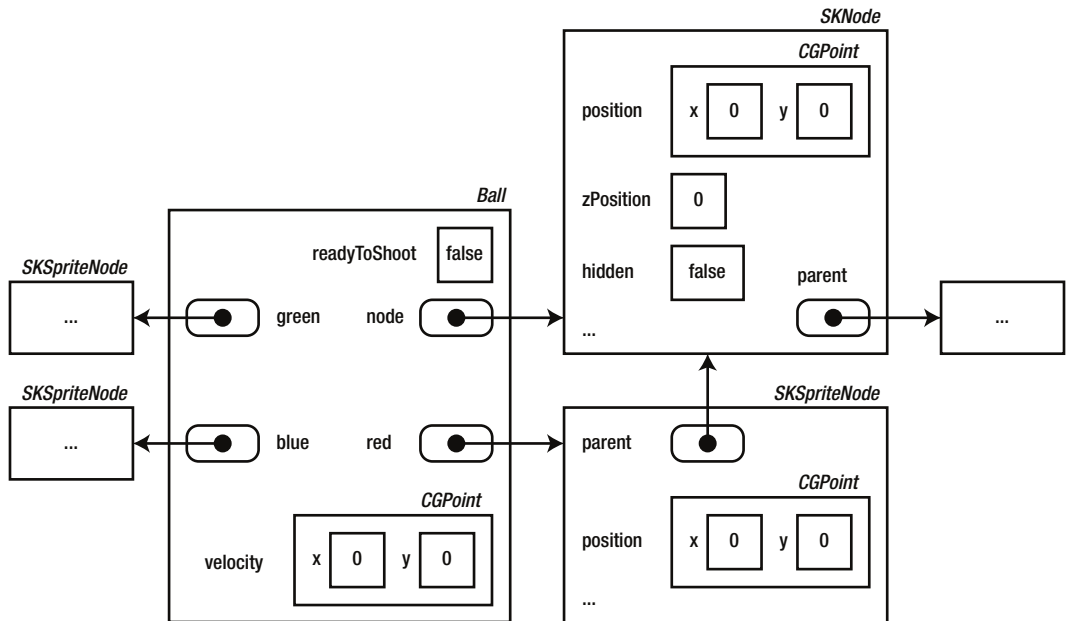 SKNode
CGPoint
position x 0 y 0
zPosition 0
hidden false
parent
...
...
Ball
readyToShoot false
SKSpriteNode
...
green node
SKSpriteNode
...
blue red
CGPoint
velocity x 0 y 0
SKSpriteNode
parent
CGPoint
position x 0 y 0
...